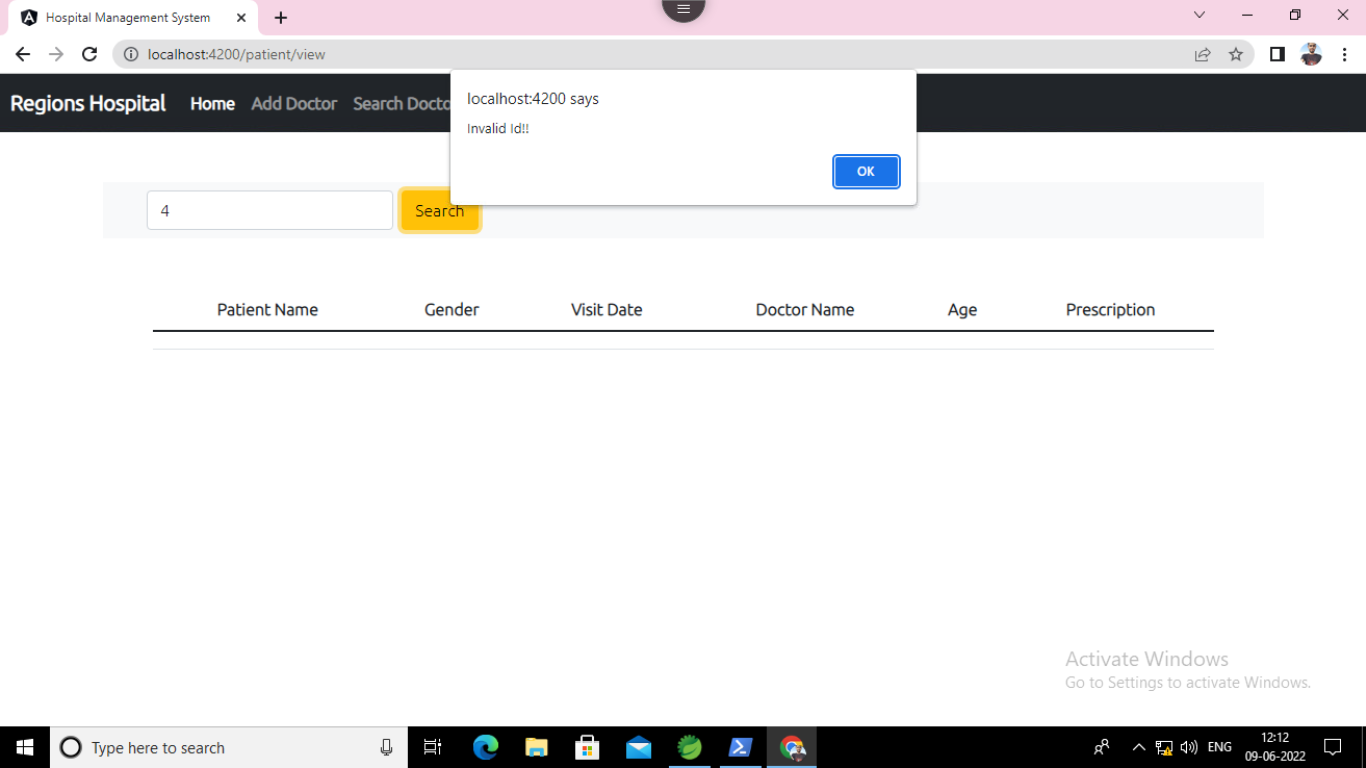 Hospital Management System
localhost:4200/patient/view
Regions Hospital Home Add Doctor Search Docto
localhost:4200 says
Invalid Id!!
OK
4 Search
Patient Name Gender Visit Date Doctor Name Age Prescription
Activate Windows
Go to Settings to activate Windows.
Type here to search
ENG
12:12
09-06-2022